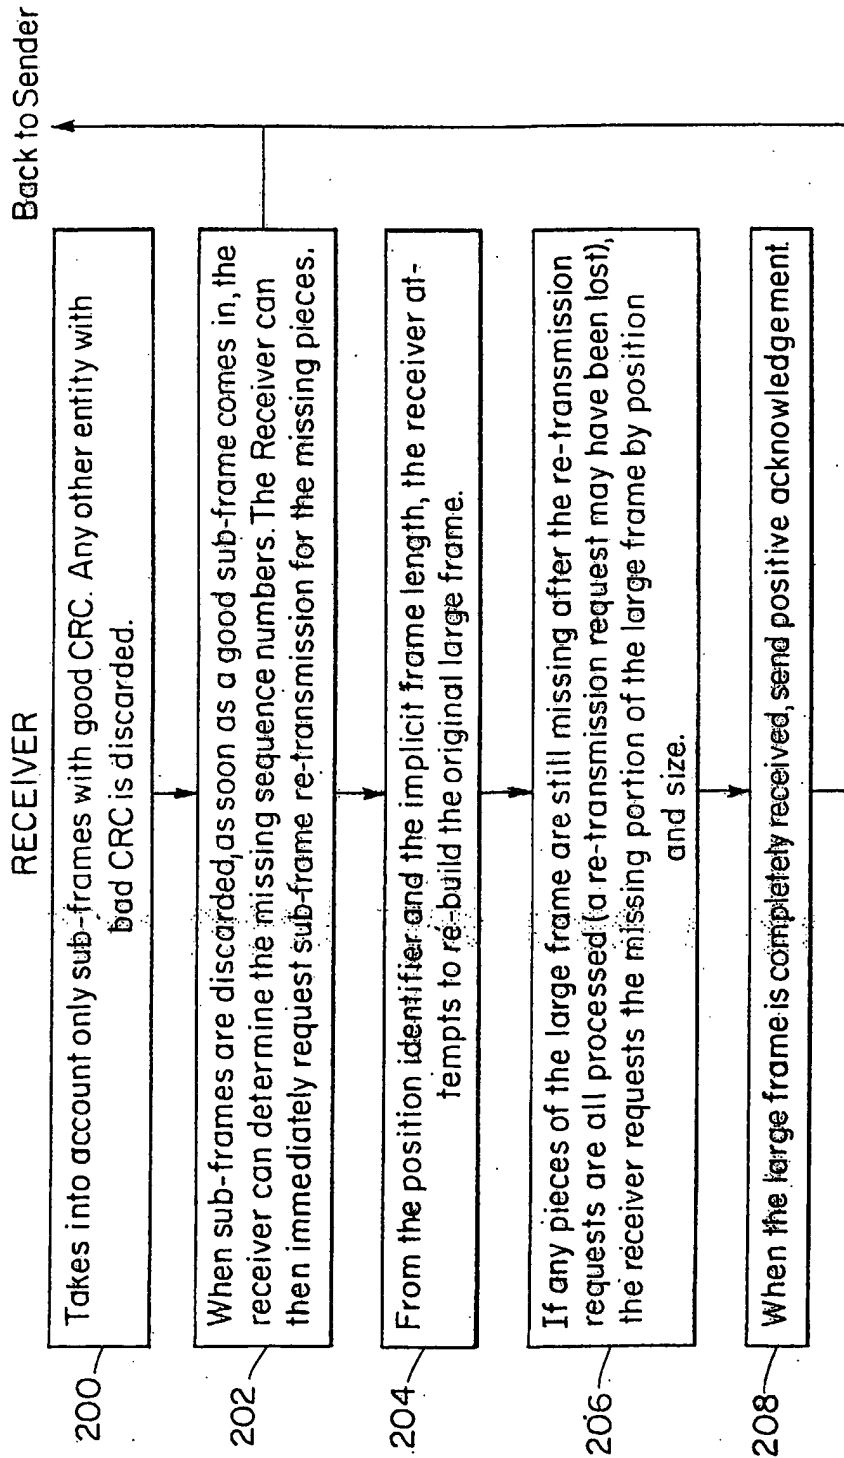 RECEIVER
Back to Sender
200
Takes into account only sub-frames with good CRC. Any other entity with
bad CRC is discarded.
202
When sub-frames are discarded, as soon as a good sub-frame comes in, the
receiver can determine the missing sequence numbers. The Receiver can
then immediately request sub-frame re-transmission for the missing pieces.
204
From the position identifier and the implicit frame length, the receiver at-
tempts to re-build the original large frame.
206
If any pieces of the large frame are still missing after the re-transmission
requests are all processed (a re-transmission request may have been lost),
the receiver requests the missing portion of the large frame by position
and size.
208
When the large frame is completely received, send positive acknowledgement.